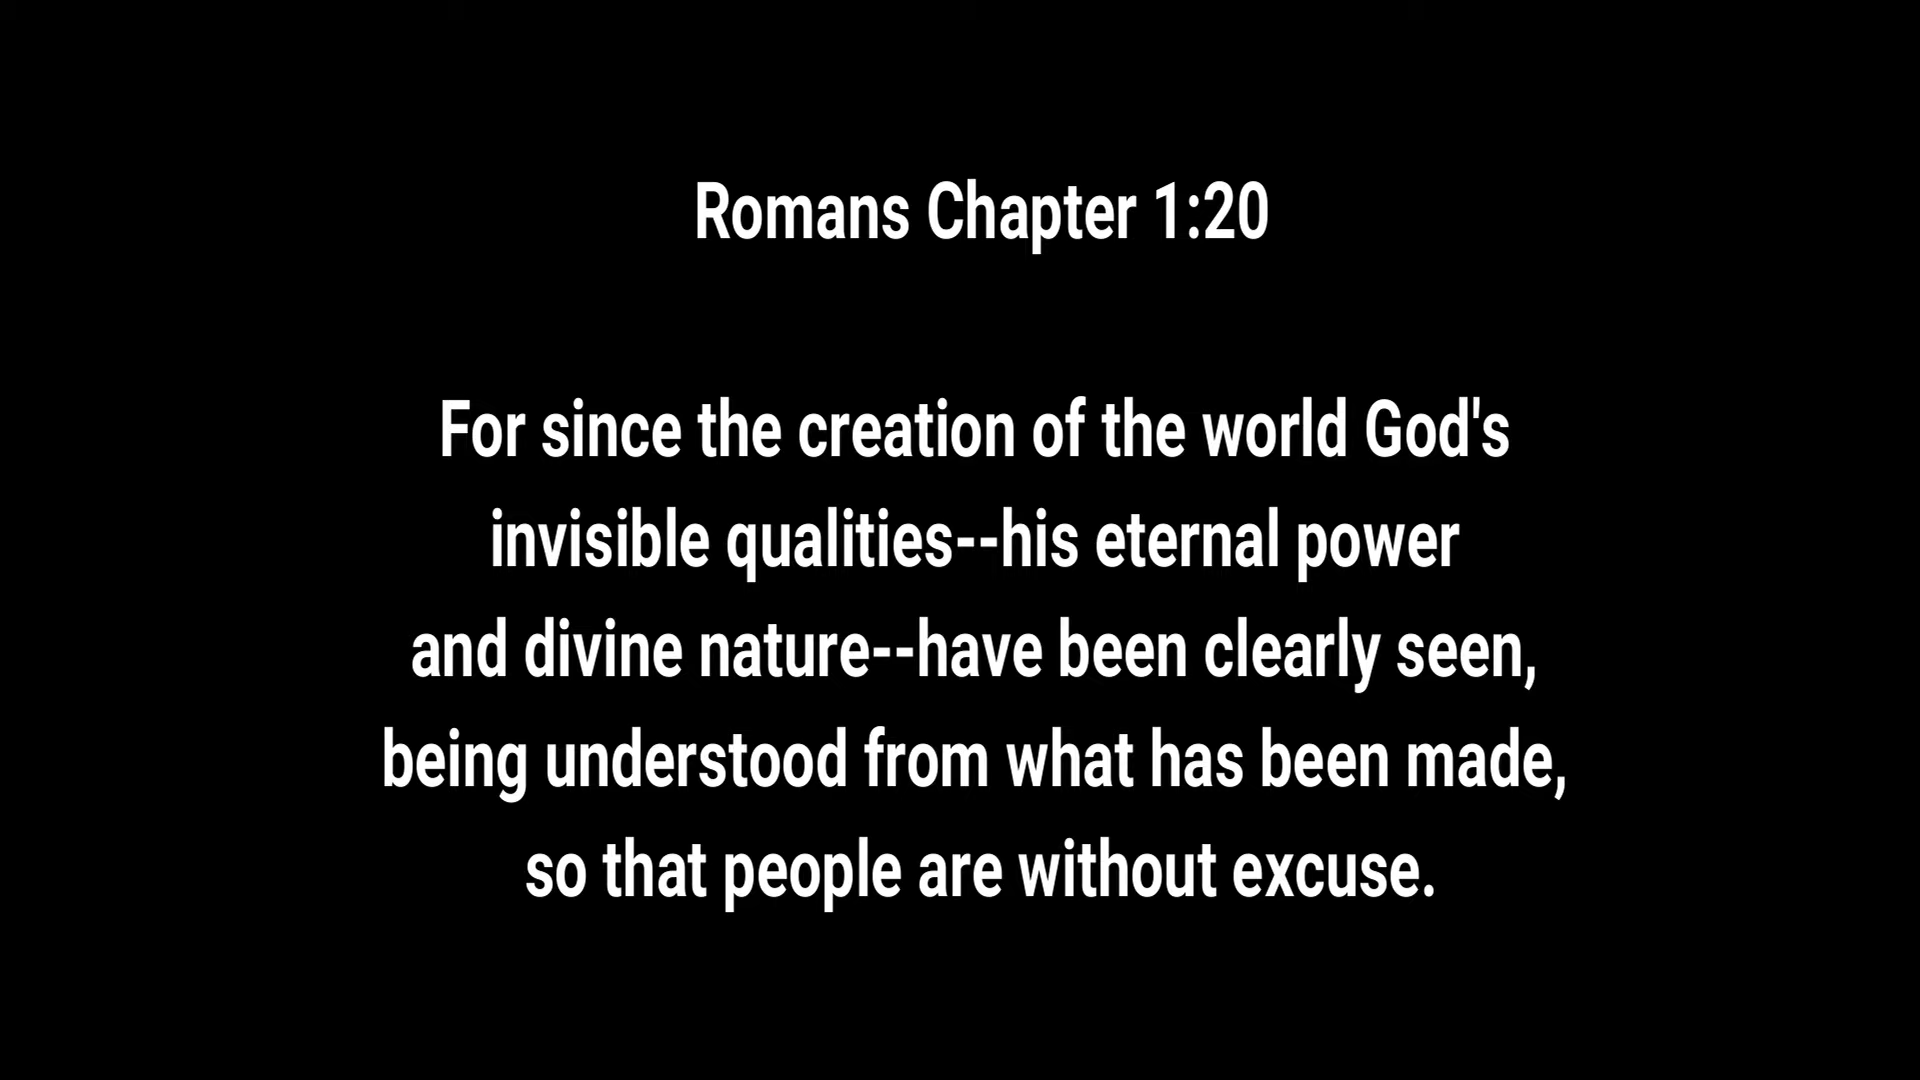 Romans Chapter 1:20
For since the creation of the world God's
invisible qualities--his eternal power
and divine nature--have been clearly seen,
being understood from what has been made,
so that people are without excuse.